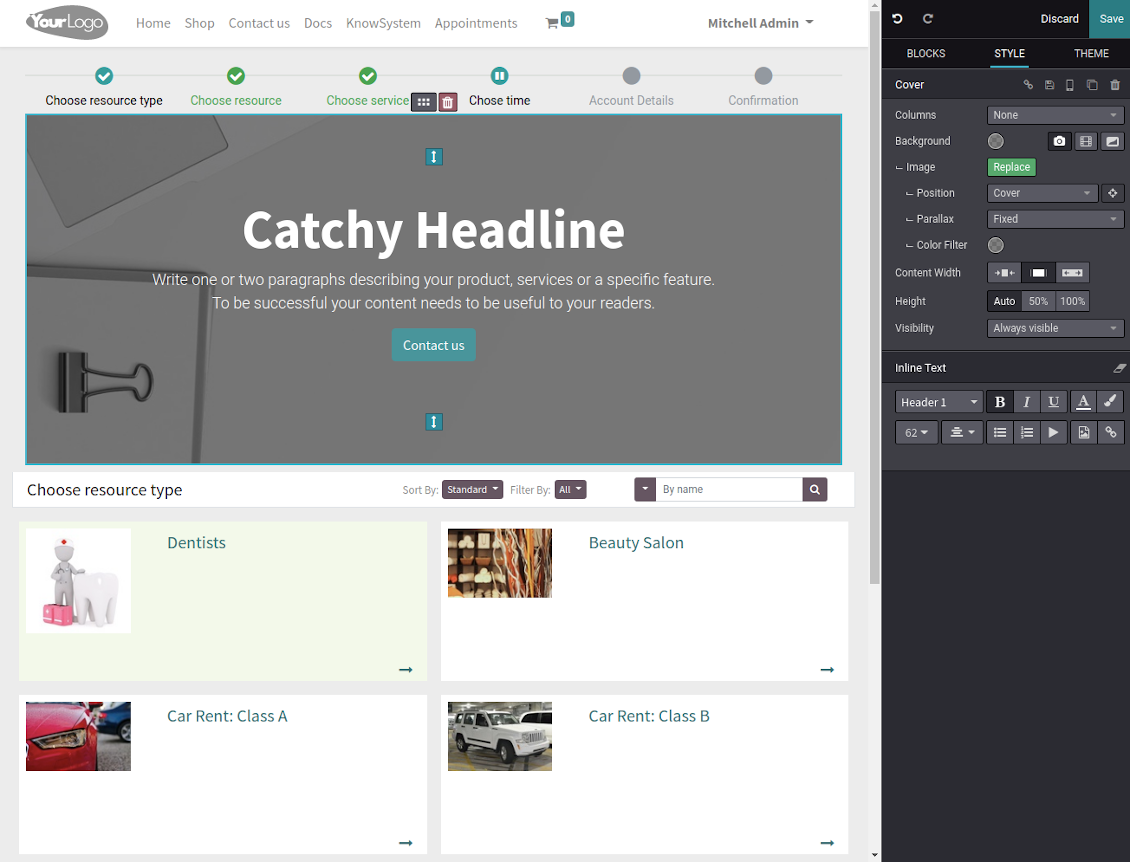 YourLogo Home Shop Contact us Docs KnowSystem Appointments 0 Mitchell Admin
Discard Save
BLOCKS STYLE THEME
Choose resource type Choose resource Choose service Chose time Account Details Confirmation
Catchy Headline
Write one or two paragraphs describing your product, services or a specific feature.
To be successful your content needs to be useful to your readers.
Contact us
Choose resource type Sort By: Standard Filter By: All By name
Dentists
Beauty Salon
Car Rent: Class A
Car Rent: Class B
Cover
Columns None
Background
Image Replace
Position Cover
Parallax Fixed
Color Filter
Content Width
Height Auto 50% 100%
Visibility Always visible
Inline Text
Header 1 B I U A
62